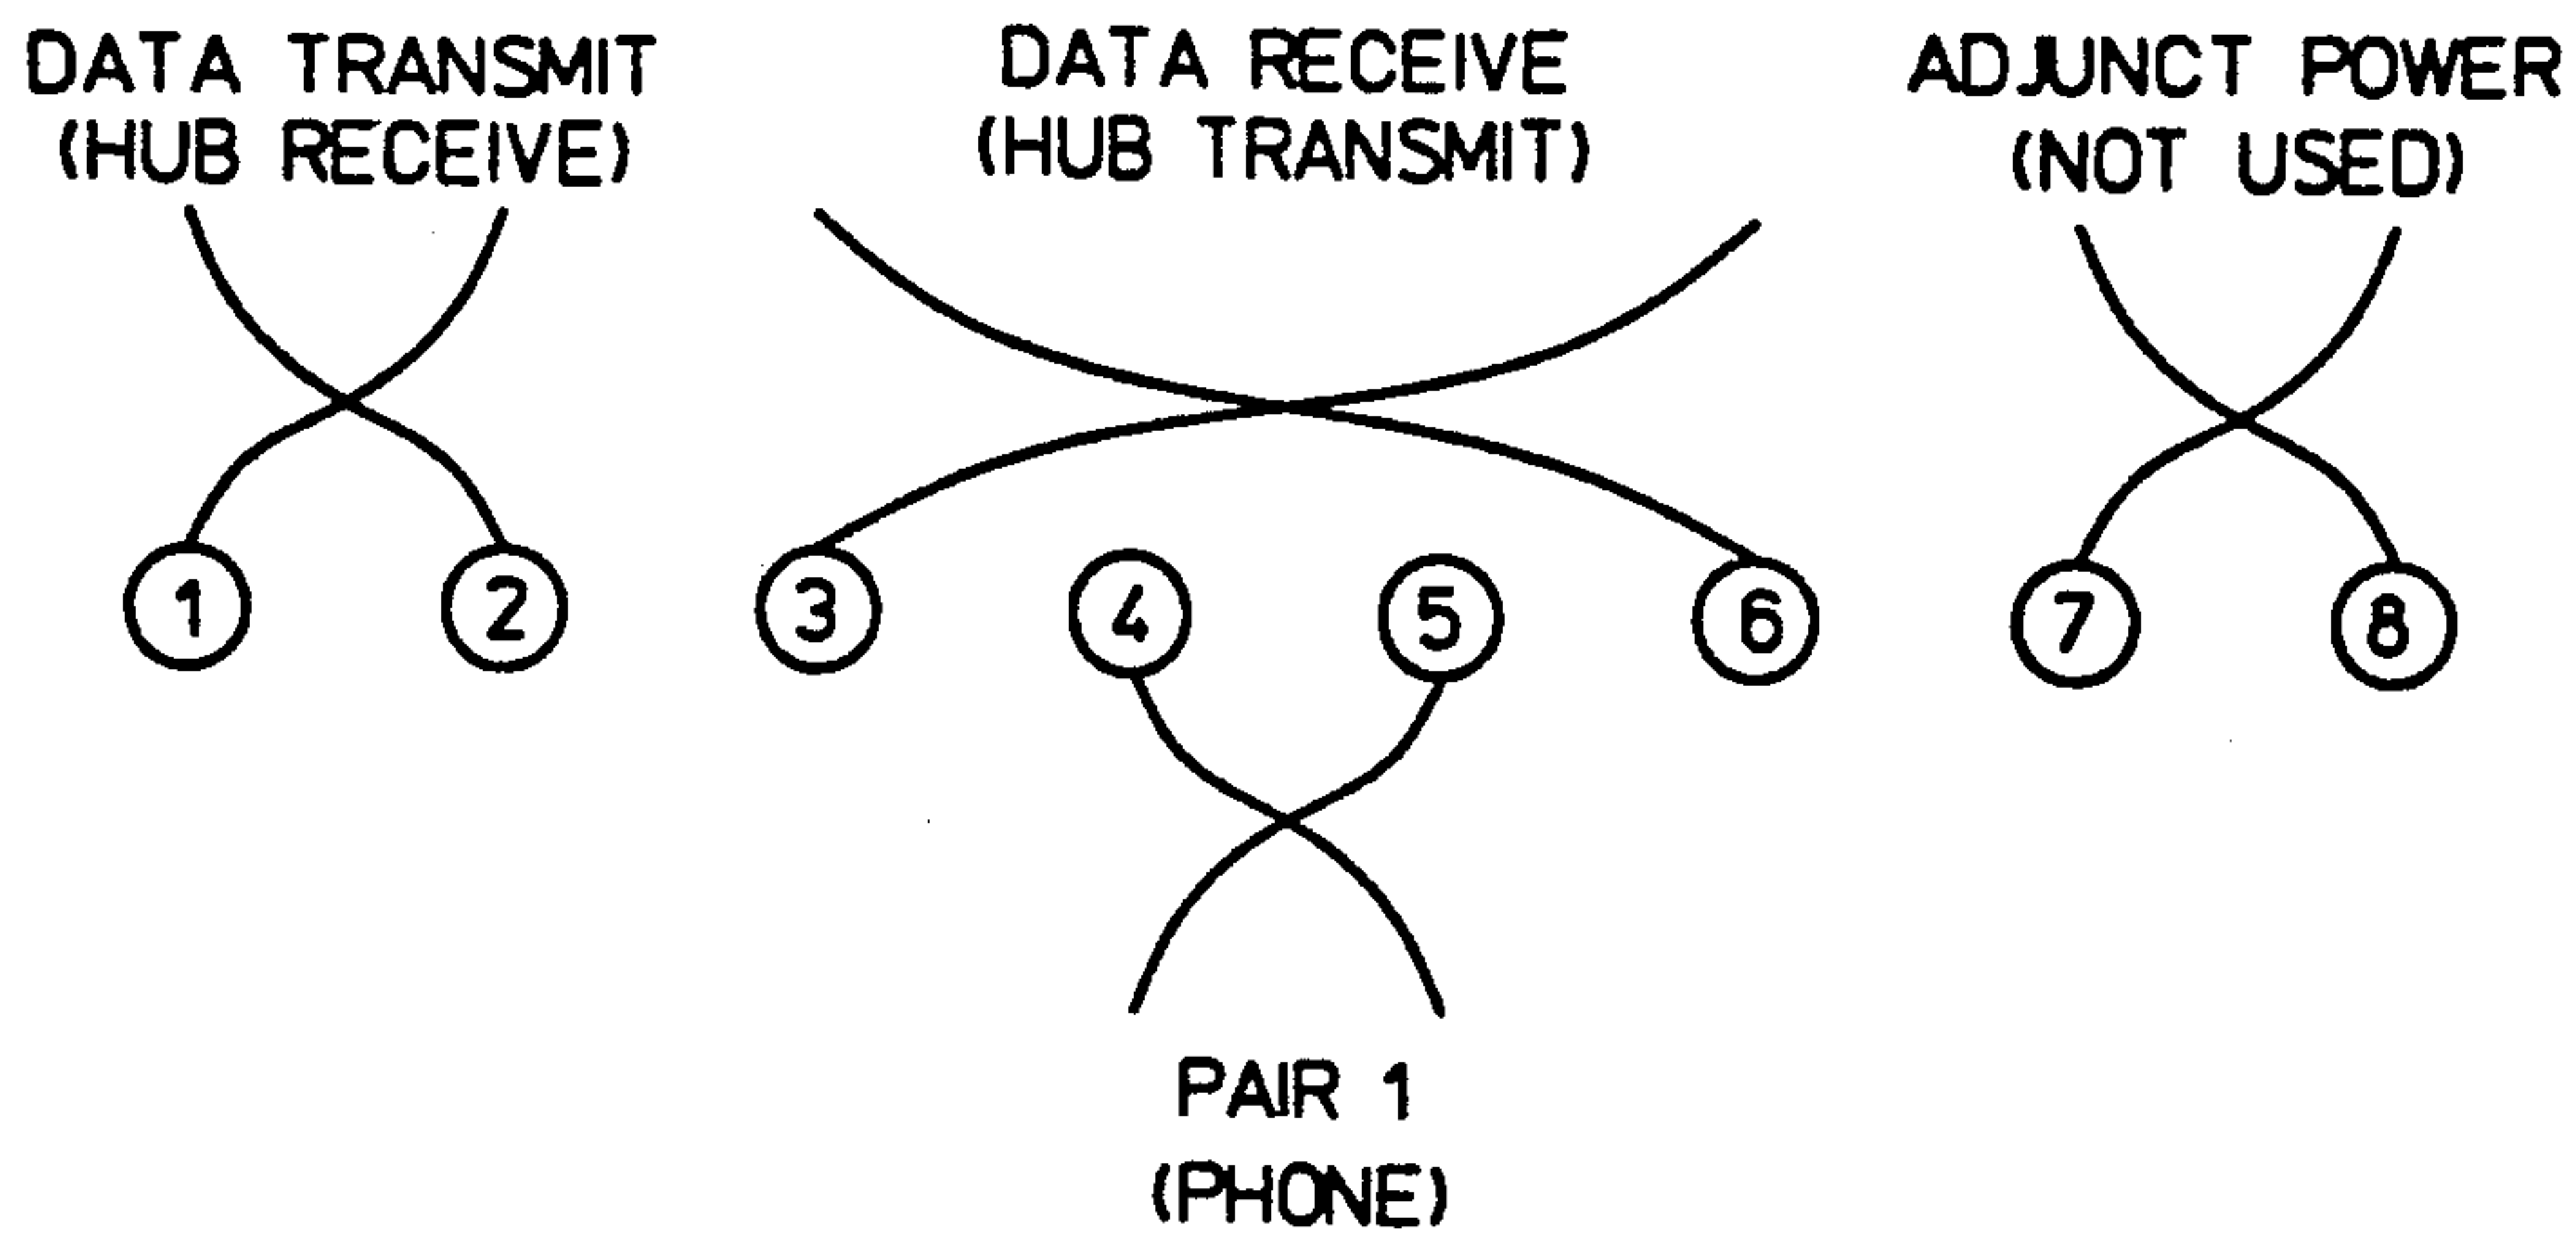 DATA TRANSMIT
(HUB RECEIVE)
DATA RECEIVE
(HUB TRANSMIT)
ADJUNCT POWER
(NOT USED)
1 2 3 4 5 6 7 8
PAIR 1
(PHONE)